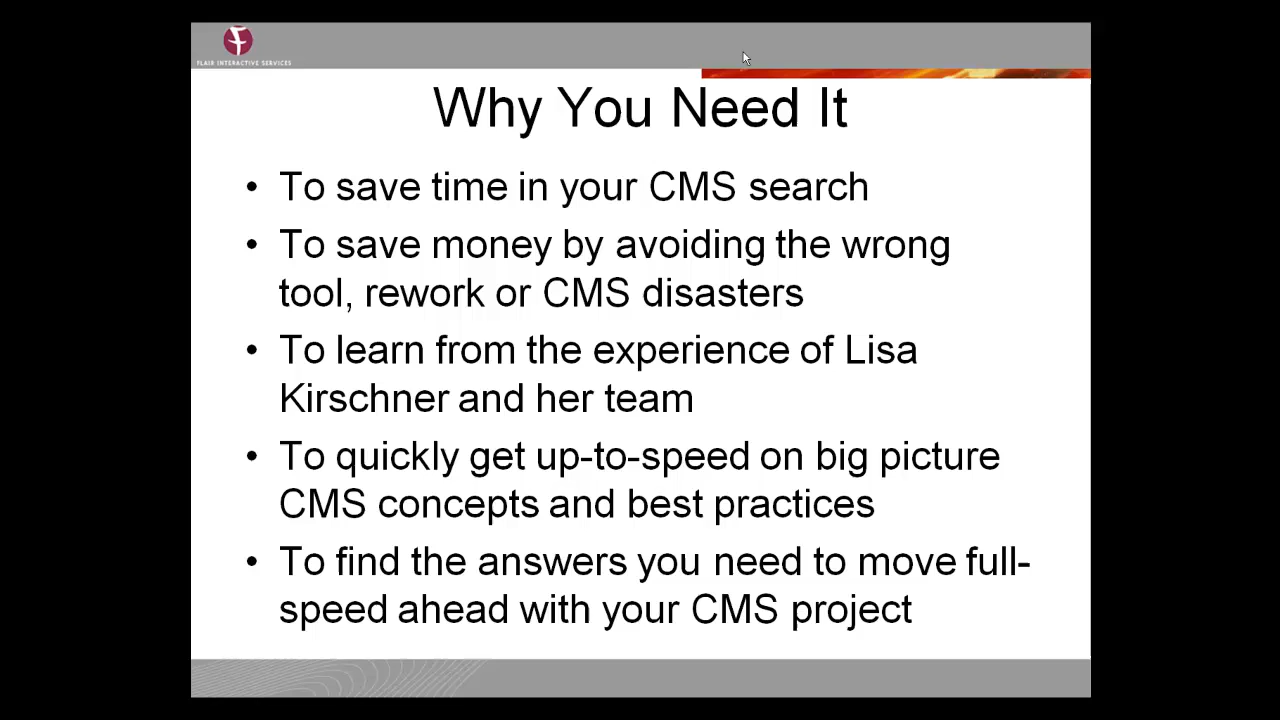 FLAIR INTERACTIVE SERVICES
Why You Need It
• To save time in your CMS search
• To save money by avoiding the wrong
tool, rework or CMS disasters
• To learn from the experience of Lisa
Kirschner and her team
• To quickly get up-to-speed on big picture
CMS concepts and best practices
• To find the answers you need to move full-
speed ahead with your CMS project